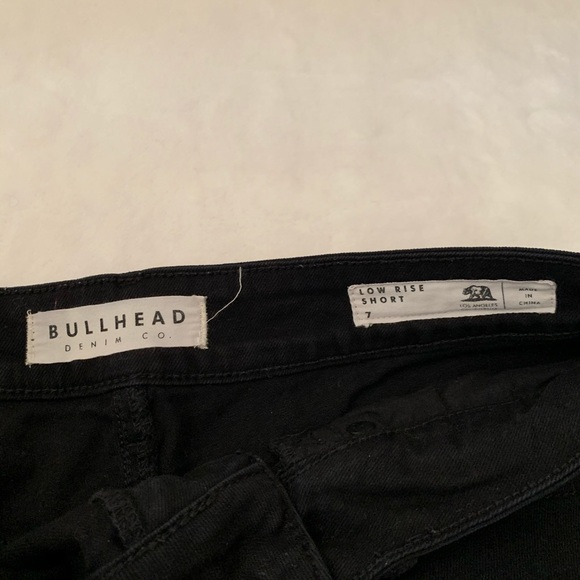 BULLHEAD
DENIM CO.
LOW RISE
SHORT
7
LOS ANGELES
MADE
IN
CHINA